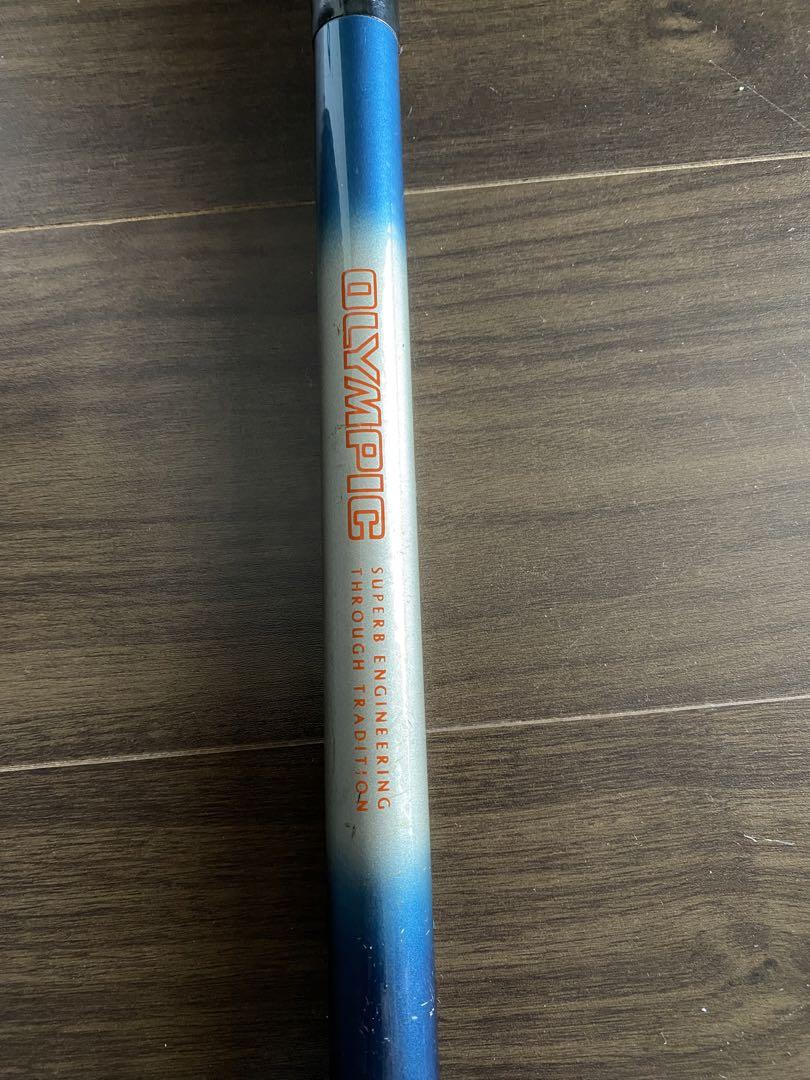 OLYMPIC
SUPERB ENGINEERING
THROUGH TRADITION